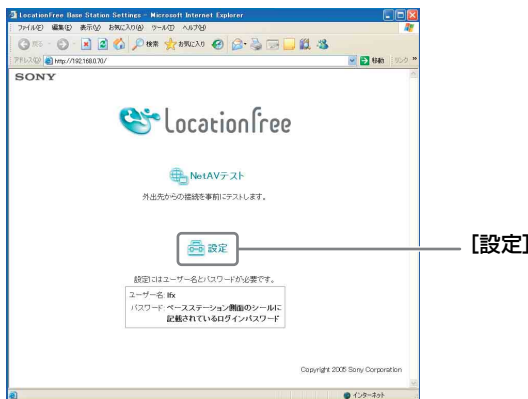 LocationFree Base Station Settings - Microsoft Internet Explorer
ファイル(F) 編集(E) 表示(V) お気に入り(A) ツール(T) ヘルプ(H)
戻る 検索 お気に入り
アドレス(D) http://192.168.0.70/ 移動 リンク »
SONY
LocationFree
NetAVテスト
外出先からの接続を事前にテストします。
設定
[設定]
設定にはユーザー名とパスワードが必要です。
ユーザー名: lfx
パスワード: ベースステーション側面のシールに
記載されているログインパスワード
Copyright 2005 Sony Corporation
インターネット